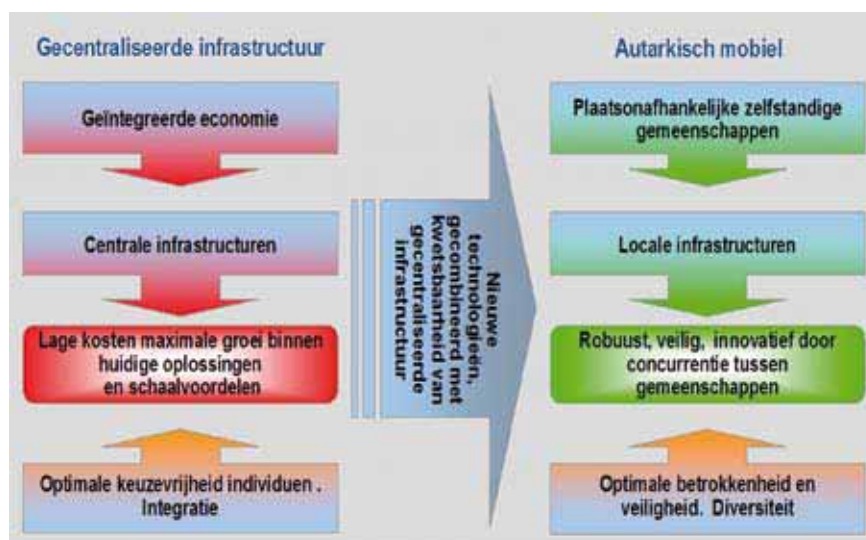 Gecentraliseerde infrastructuur
Geïntegreerde economie
Centrale infrastructuren
Lage kosten maximale groei binnen
huidige oplossingen
en schaalvoordelen
Optimale keuzevrijheid individuen .
Integratie
Nieuwe
technologieën,
gecombineerd met
kwetsbaarheid van
gecentraliseerde
infrastructuur
Autarkisch mobiel
Plaatsonafhankelijke zelfstandige
gemeenschappen
Locale infrastructuren
Robuust, veilig, innovatief door
concurrentie tussen
gemeenschappen
Optimale betrokkenheid en
veiligheid. Diversiteit